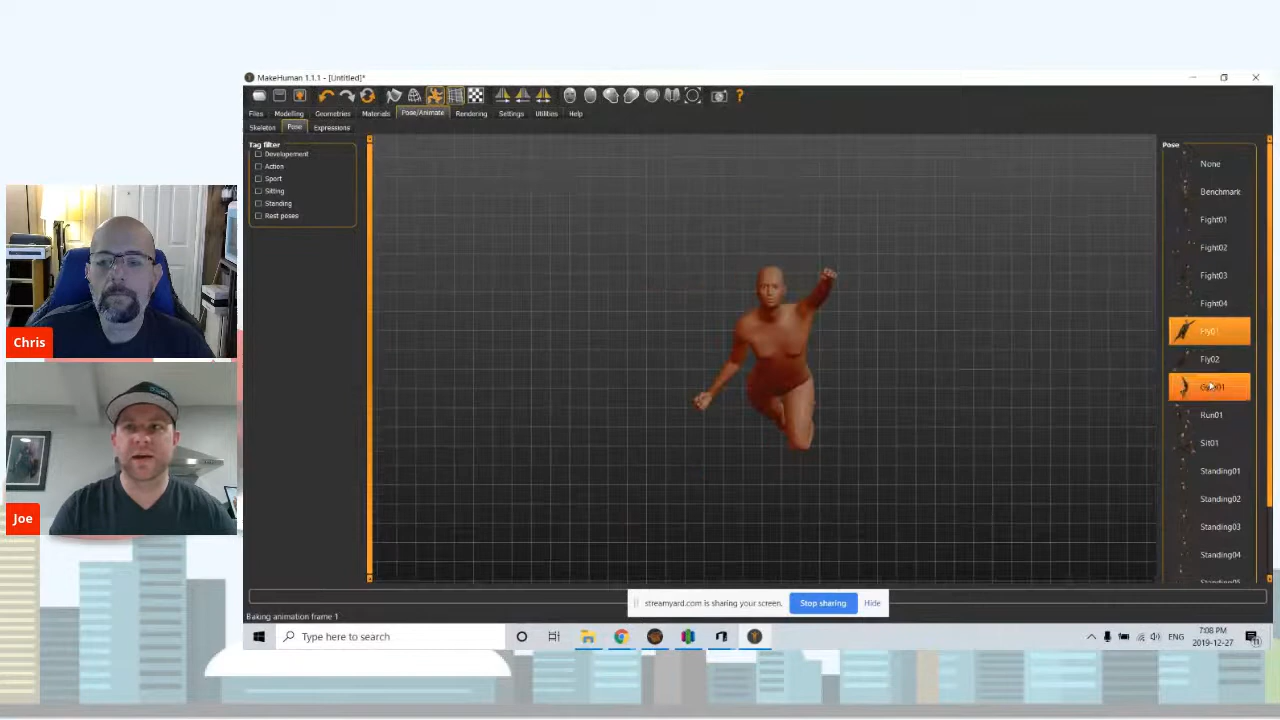 MakeHuman 1.1.1 - [Untitled]*
Files Modelling Geometries Materials Pose/Animate Rendering Settings Utilities Help
Skeleton Pose Expressions
Tag filter
Developement
Action
Sport
Sitting
Standing
Rest poses
Pose
None
Benchmark
Fight01
Fight02
Fight03
Fight04
Fly01
Fly02
Run01
Sit01
Standing01
Standing02
Standing03
Standing04
Chris
Joe
streamyard.com is sharing your screen.
Stop sharing
Hide
Baking animation frame 1
Type here to search
ENG
7:08 PM
2019-12-27